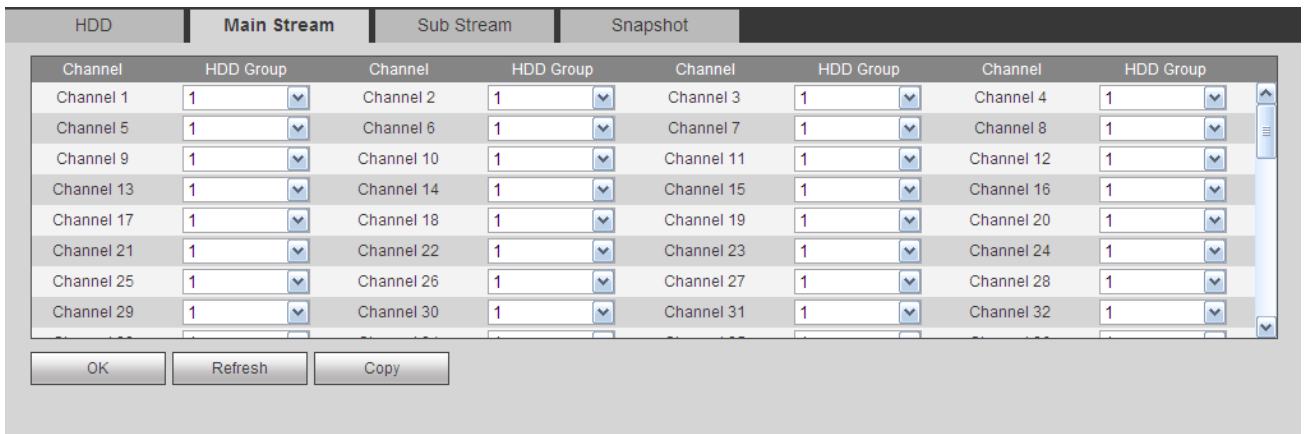 HDD Main Stream Sub Stream Snapshot
Channel HDD Group Channel HDD Group Channel HDD Group Channel HDD Group
Channel 1 1 Channel 2 1 Channel 3 1 Channel 4 1
Channel 5 1 Channel 6 1 Channel 7 1 Channel 8 1
Channel 9 1 Channel 10 1 Channel 11 1 Channel 12 1
Channel 13 1 Channel 14 1 Channel 15 1 Channel 16 1
Channel 17 1 Channel 18 1 Channel 19 1 Channel 20 1
Channel 21 1 Channel 22 1 Channel 23 1 Channel 24 1
Channel 25 1 Channel 26 1 Channel 27 1 Channel 28 1
Channel 29 1 Channel 30 1 Channel 31 1 Channel 32 1
OK Refresh Copy